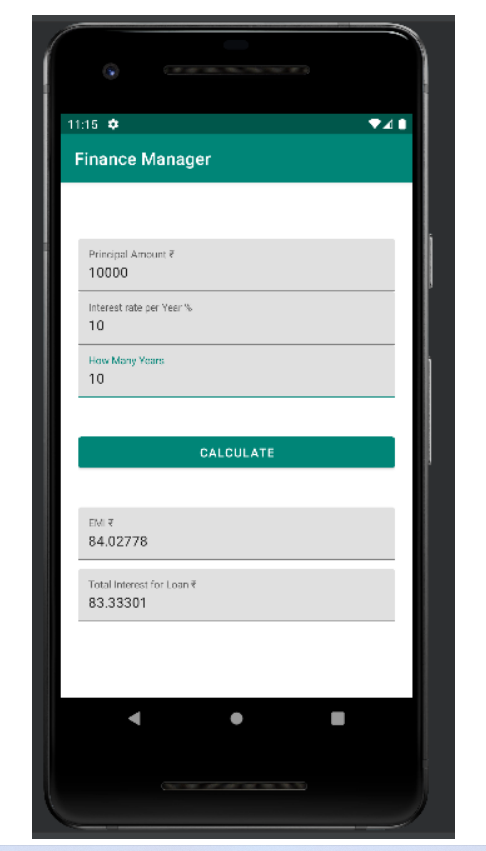 11:15
Finance Manager
Principal Amount ₹
10000
Interest rate per Year %
10
How Many Years
10
CALCULATE
EMI ₹
84.02778
Total Interest for Loan ₹
83.33301